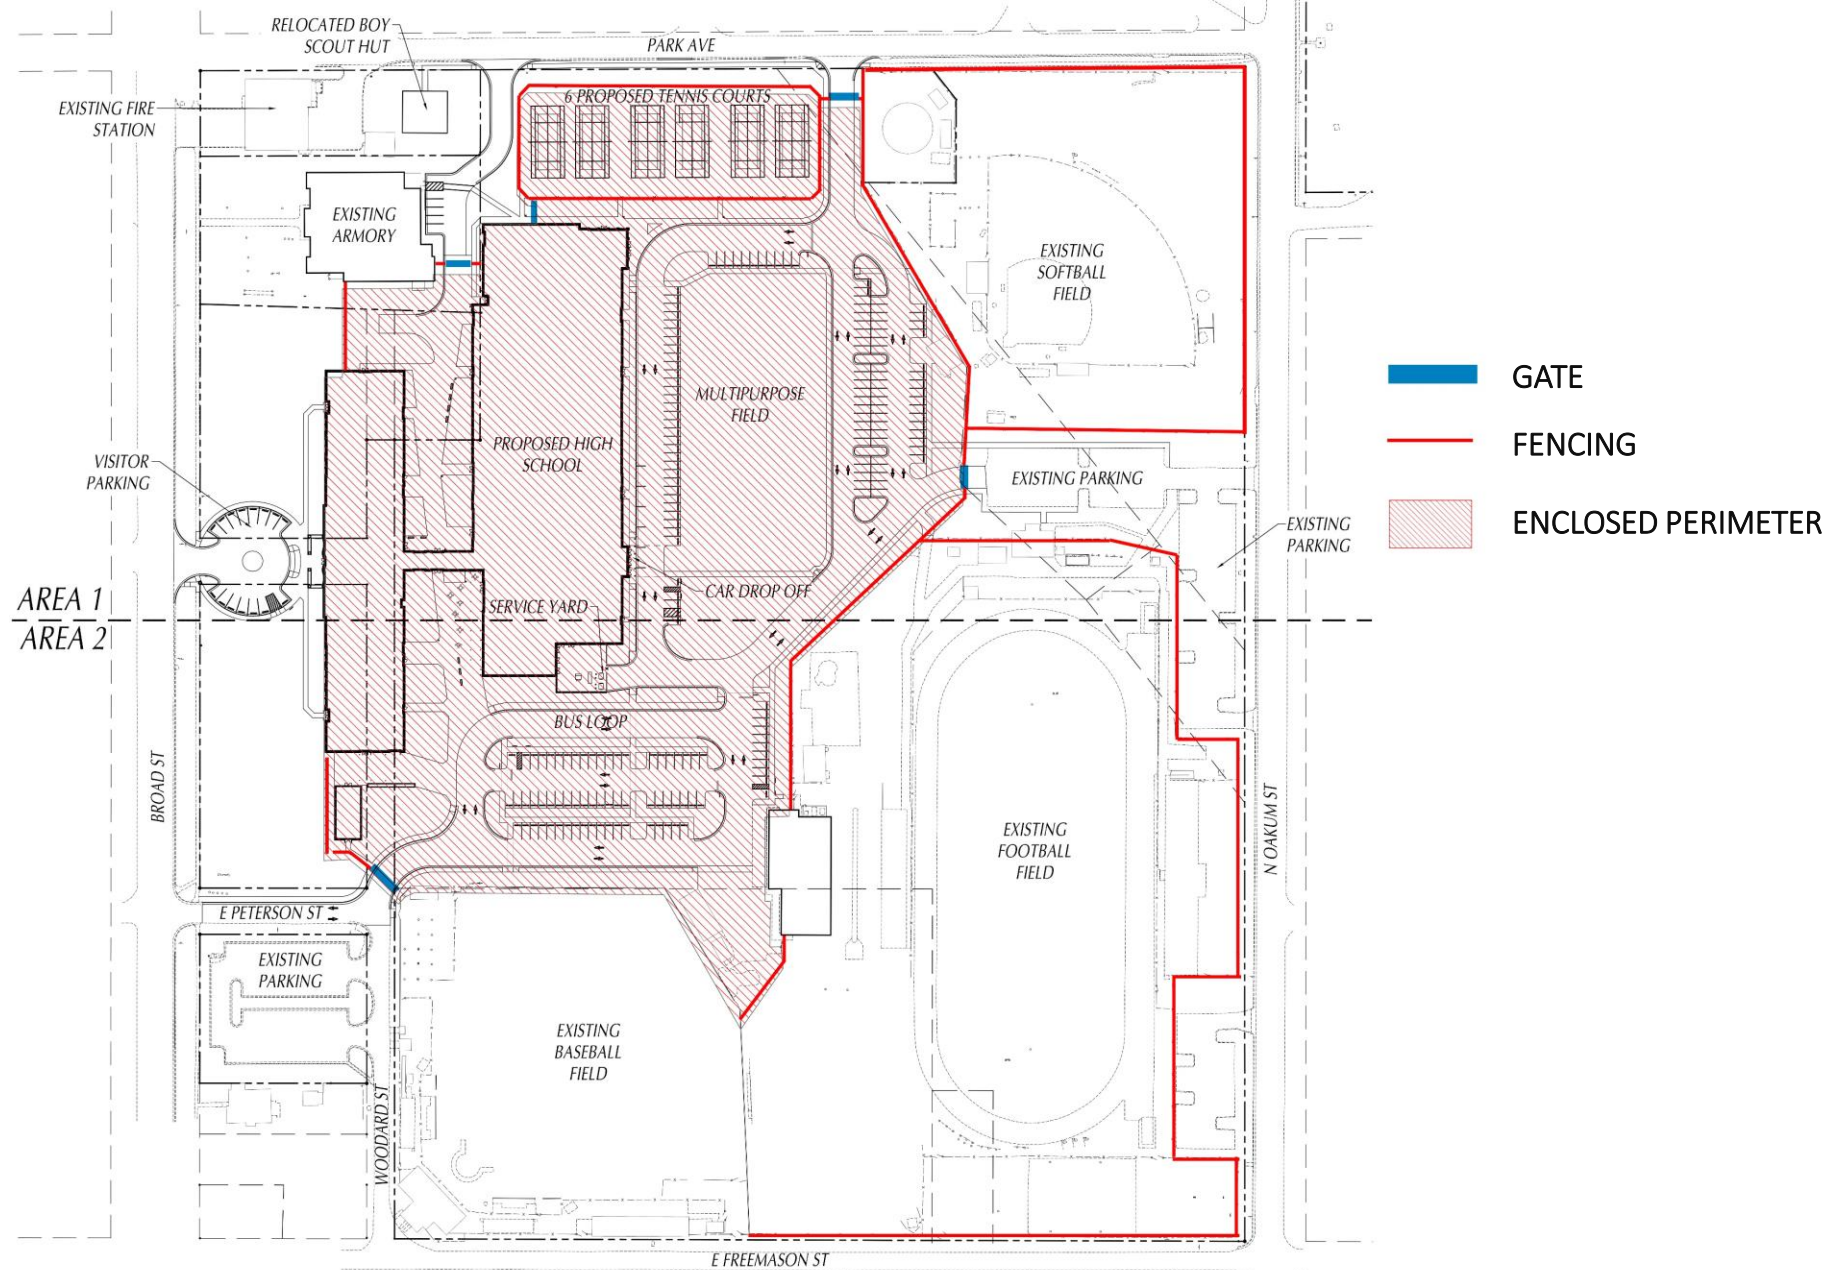 RELOCATED BOY
SCOUT HUT
PARK AVE
EXISTING FIRE
STATION
6 PROPOSED TENNIS COURTS
EXISTING
ARMORY
EXISTING
SOFTBALL
FIELD
GATE
MULTIPURPOSE
FIELD
FENCING
PROPOSED HIGH
SCHOOL
VISITOR
PARKING
EXISTING PARKING
EXISTING
PARKING
ENCLOSED PERIMETER
CAR DROP OFF
SERVICE YARD
AREA 1
AREA 2
BUS LOOP
BROAD ST
EXISTING
FOOTBALL
FIELD
N OAKUM ST
E PETERSON ST
EXISTING
PARKING
EXISTING
BASEBALL
FIELD
WOODARD ST
E FREEMASON ST